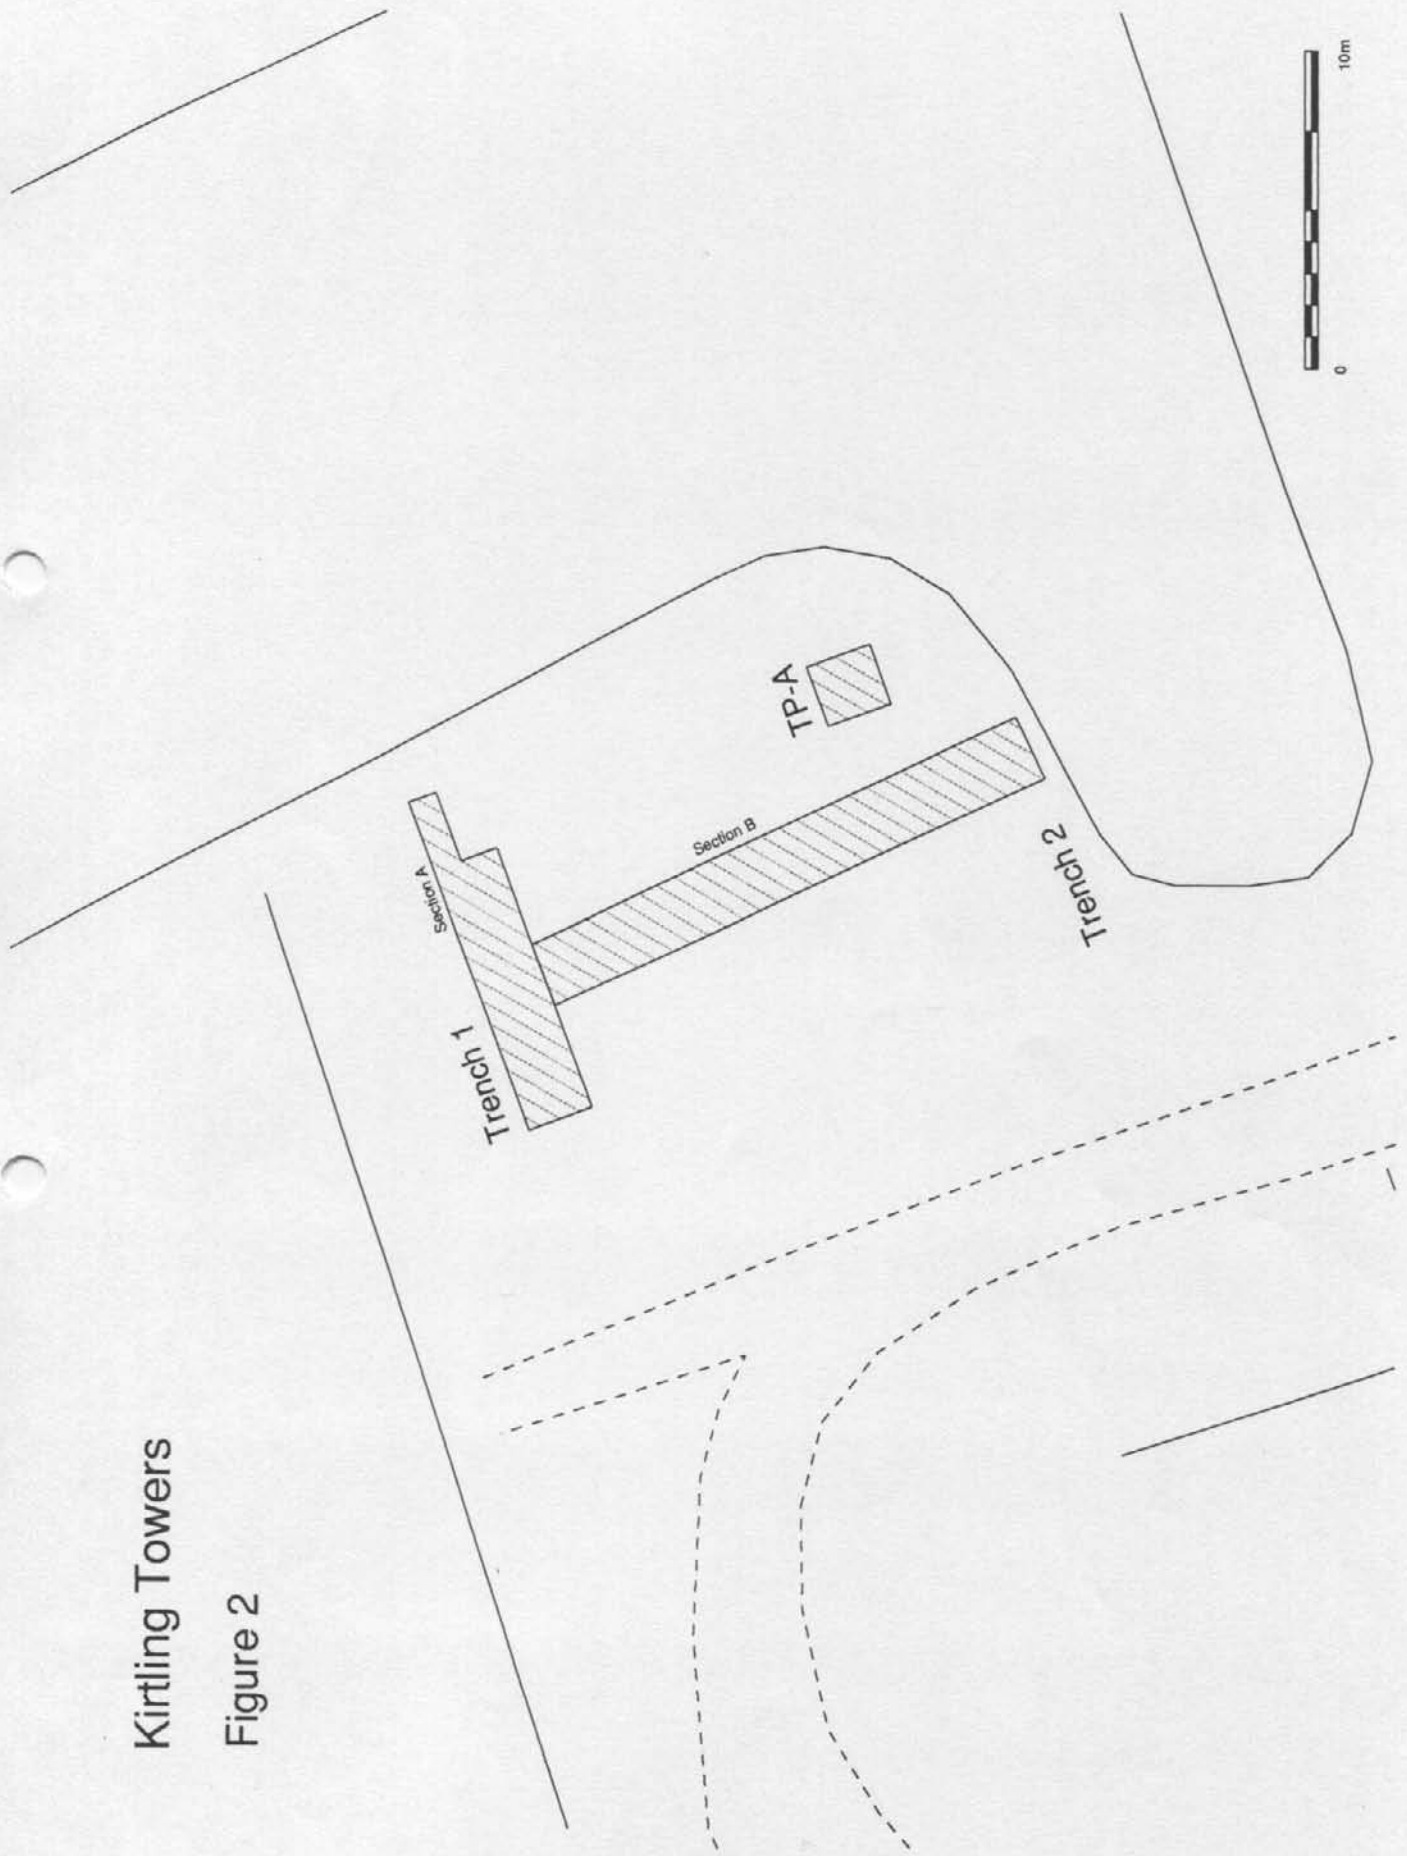 Kirtling Towers
Figure 2
Trench 1
Section A
Section B
TP-A
Trench 2
0
10m